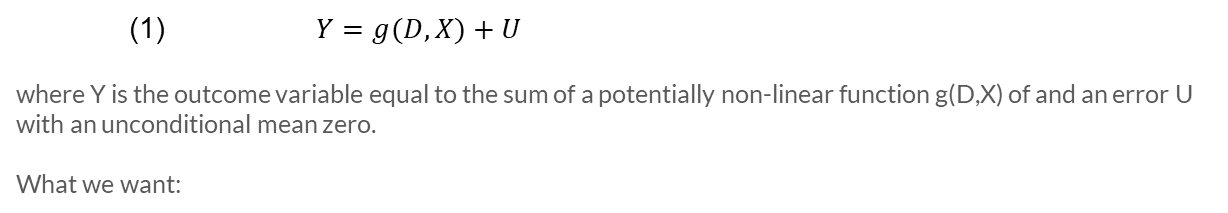 (1) Y = g(D, X) + U
where Y is the outcome variable equal to the sum of a potentially non-linear function g(D,X) of and an error U
with an unconditional mean zero.
What we want: